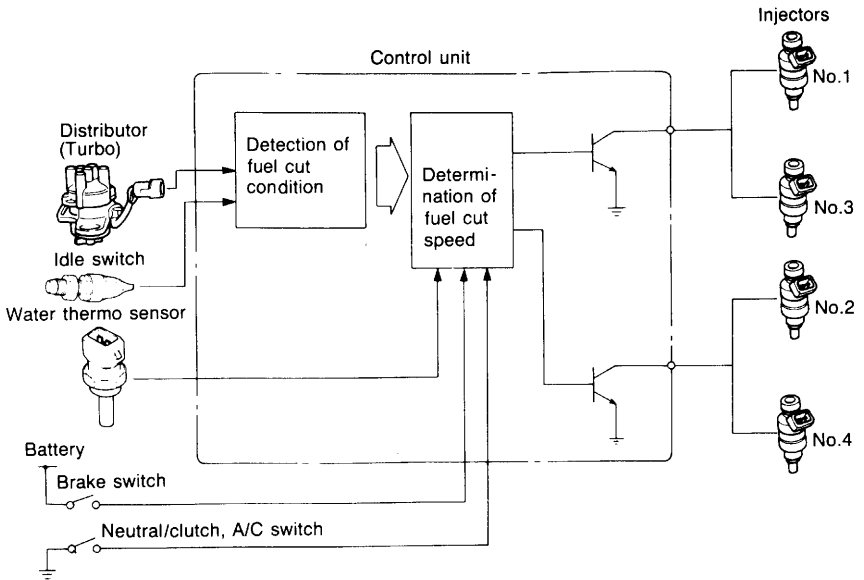 Injectors
Control unit
No.1
Distributor
(Turbo)
Detection of
fuel cut
condition
Determi-
nation of
fuel cut
speed
No.3
Idle switch
Water thermo sensor
No.2
Battery
No.4
Brake switch
Neutral/clutch, A/C switch